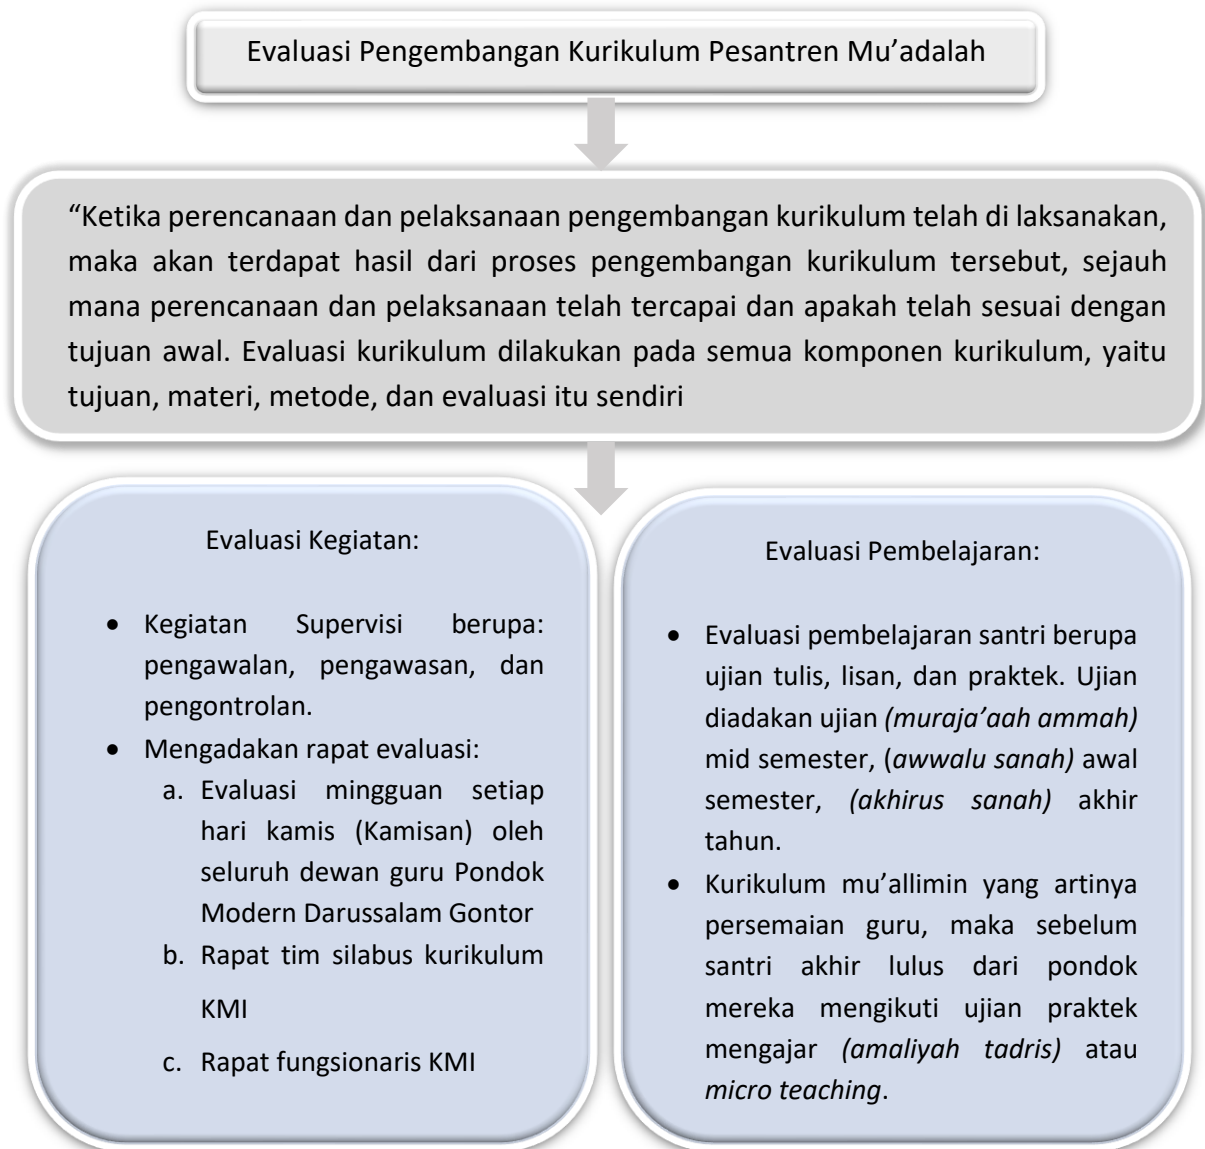 Evaluasi Pengembangan Kurikulum Pesantren Mu’adalah
“Ketika perencanaan dan pelaksanaan pengembangan kurikulum telah di laksanakan,
maka akan terdapat hasil dari proses pengembangan kurikulum tersebut, sejauh
mana perencanaan dan pelaksanaan telah tercapai dan apakah telah sesuai dengan
tujuan awal. Evaluasi kurikulum dilakukan pada semua komponen kurikulum, yaitu
tujuan, materi, metode, dan evaluasi itu sendiri
Evaluasi Kegiatan:
• Kegiatan Supervisi berupa:
pengawalan, pengawasan, dan
pengontrolan.
• Mengadakan rapat evaluasi:
a. Evaluasi mingguan setiap
hari kamis (Kamisan) oleh
seluruh dewan guru Pondok
Modern Darussalam Gontor
b. Rapat tim silabus kurikulum
KMI
c. Rapat fungsionaris KMI
Evaluasi Pembelajaran:
• Evaluasi pembelajaran santri berupa
ujian tulis, lisan, dan praktek. Ujian
diadakan ujian (muraja’aah ammah)
mid semester, (awwalu sanah) awal
semester, (akhirus sanah) akhir
tahun.
• Kurikulum mu’allimin yang artinya
persemaian guru, maka sebelum
santri akhir lulus dari pondok
mereka mengikuti ujian praktek
mengajar (amaliyah tadris) atau
micro teaching.